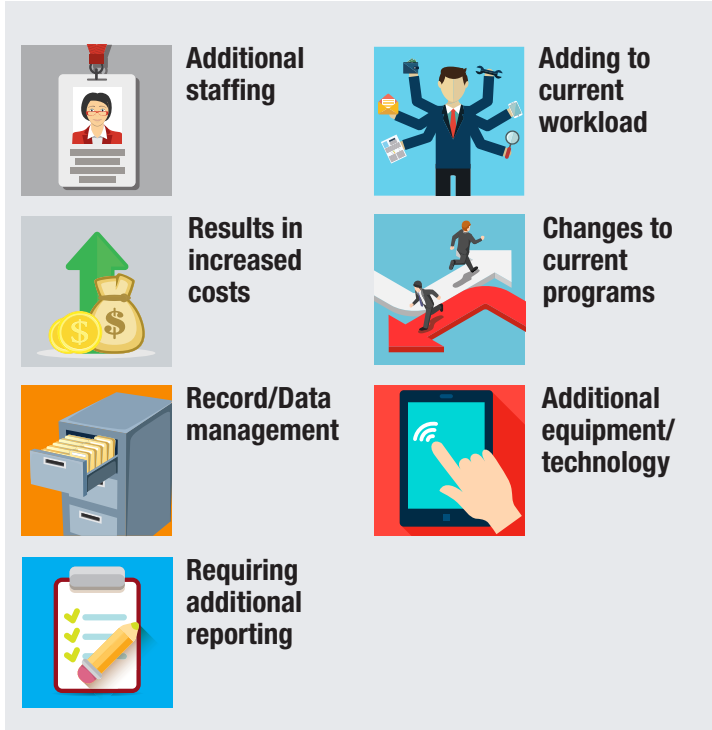 Additional
staffing
Adding to
current
workload
Results in
increased
costs
$
$
Changes to
current
programs
Record/Data
management
Additional
equipment/
technology
Requiring
additional
reporting